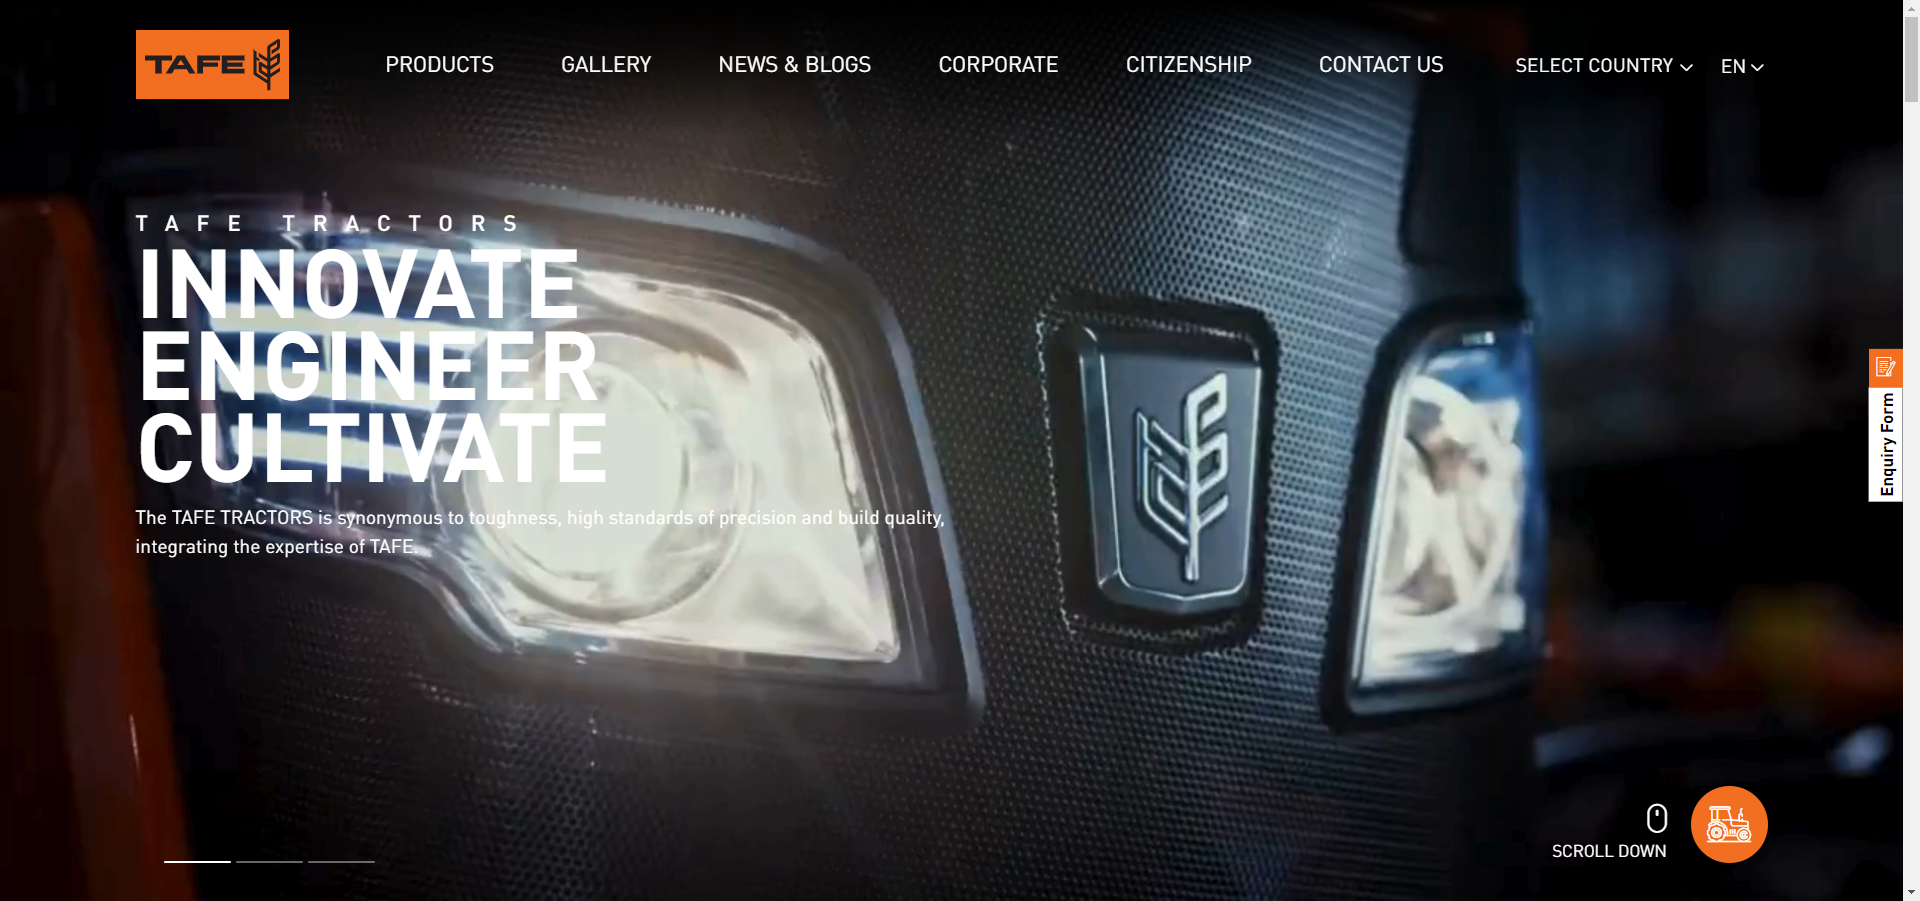 TAFE
PRODUCTS
GALLERY
NEWS & BLOGS
CORPORATE
CITIZENSHIP
CONTACT US
SELECT COUNTRY
EN
TAFE TRACTORS
INNOVATE
ENGINEER
CULTIVATE
The TAFE TRACTORS is synonymous to toughness, high standards of precision and build quality,
integrating the expertise of TAFE.
Enquiry Form
SCROLL DOWN